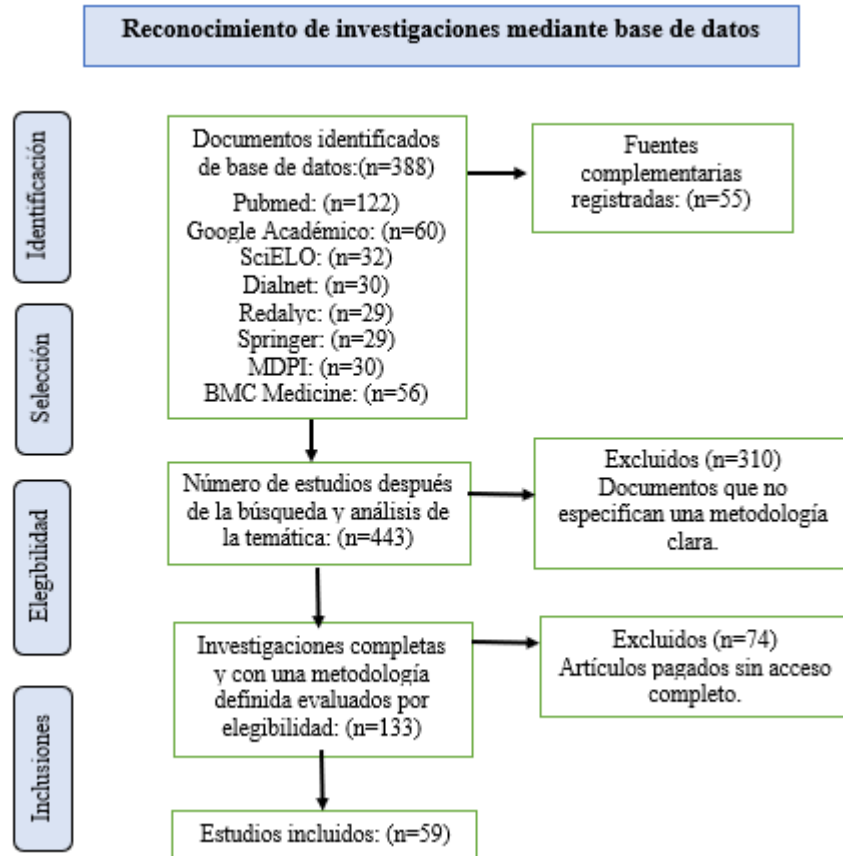 Reconocimiento de investigaciones mediante base de datos
Identificación
Documentos identificados
de base de datos:(n=388)
Pubmed: (n=122)
Google Académico: (n=60)
SciELO: (n=32)
Dialnet: (n=30)
Redalyc: (n=29)
Springer: (n=29)
MDPI: (n=30)
BMC Medicine: (n=56)
Fuentes
complementarias
registradas: (n=55)
Selección
Número de estudios después
de la búsqueda y análisis de
la temática: (n=443)
Excluidos (n=310)
Documentos que no
especifican una metodología
clara.
Elegibilidad
Investigaciones completas
y con una metodología
definida evaluados por
elegibilidad: (n=133)
Excluidos (n=74)
Artículos pagados sin acceso
completo.
Inclusiones
Estudios incluidos: (n=59)